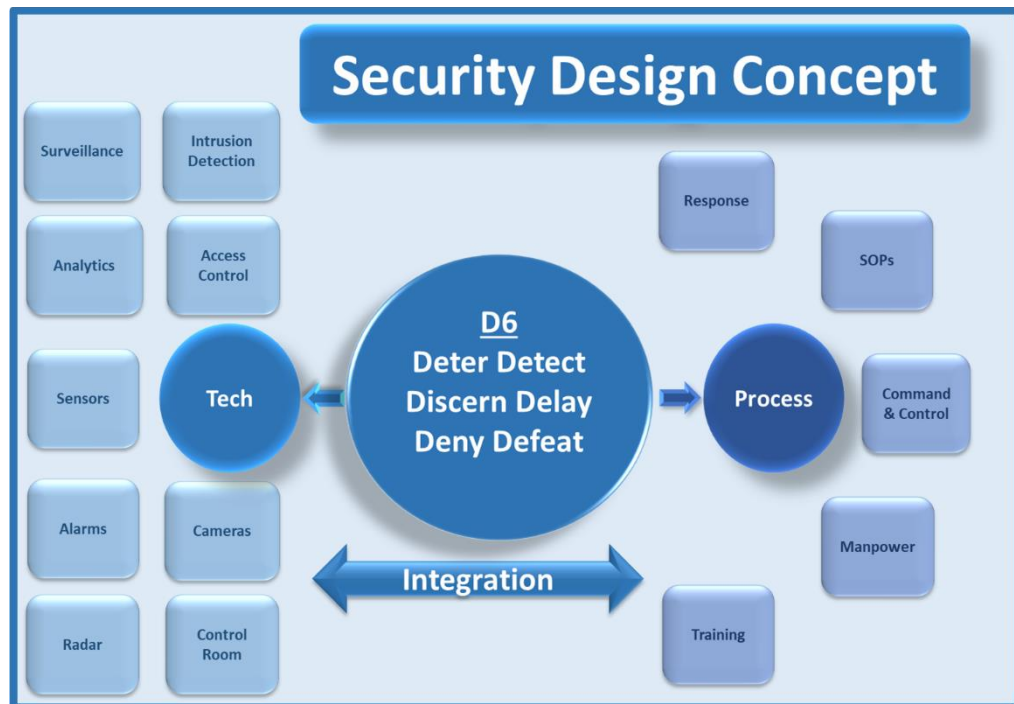 Security Design Concept
Surveillance
Intrusion
Detection
Analytics
Access
Control
Sensors
Tech
Alarms
Cameras
Radar
Control
Room
D6
Deter Detect
Discern Delay
Deny Defeat
Integration
Response
SOPs
Process
Command
& Control
Manpower
Training